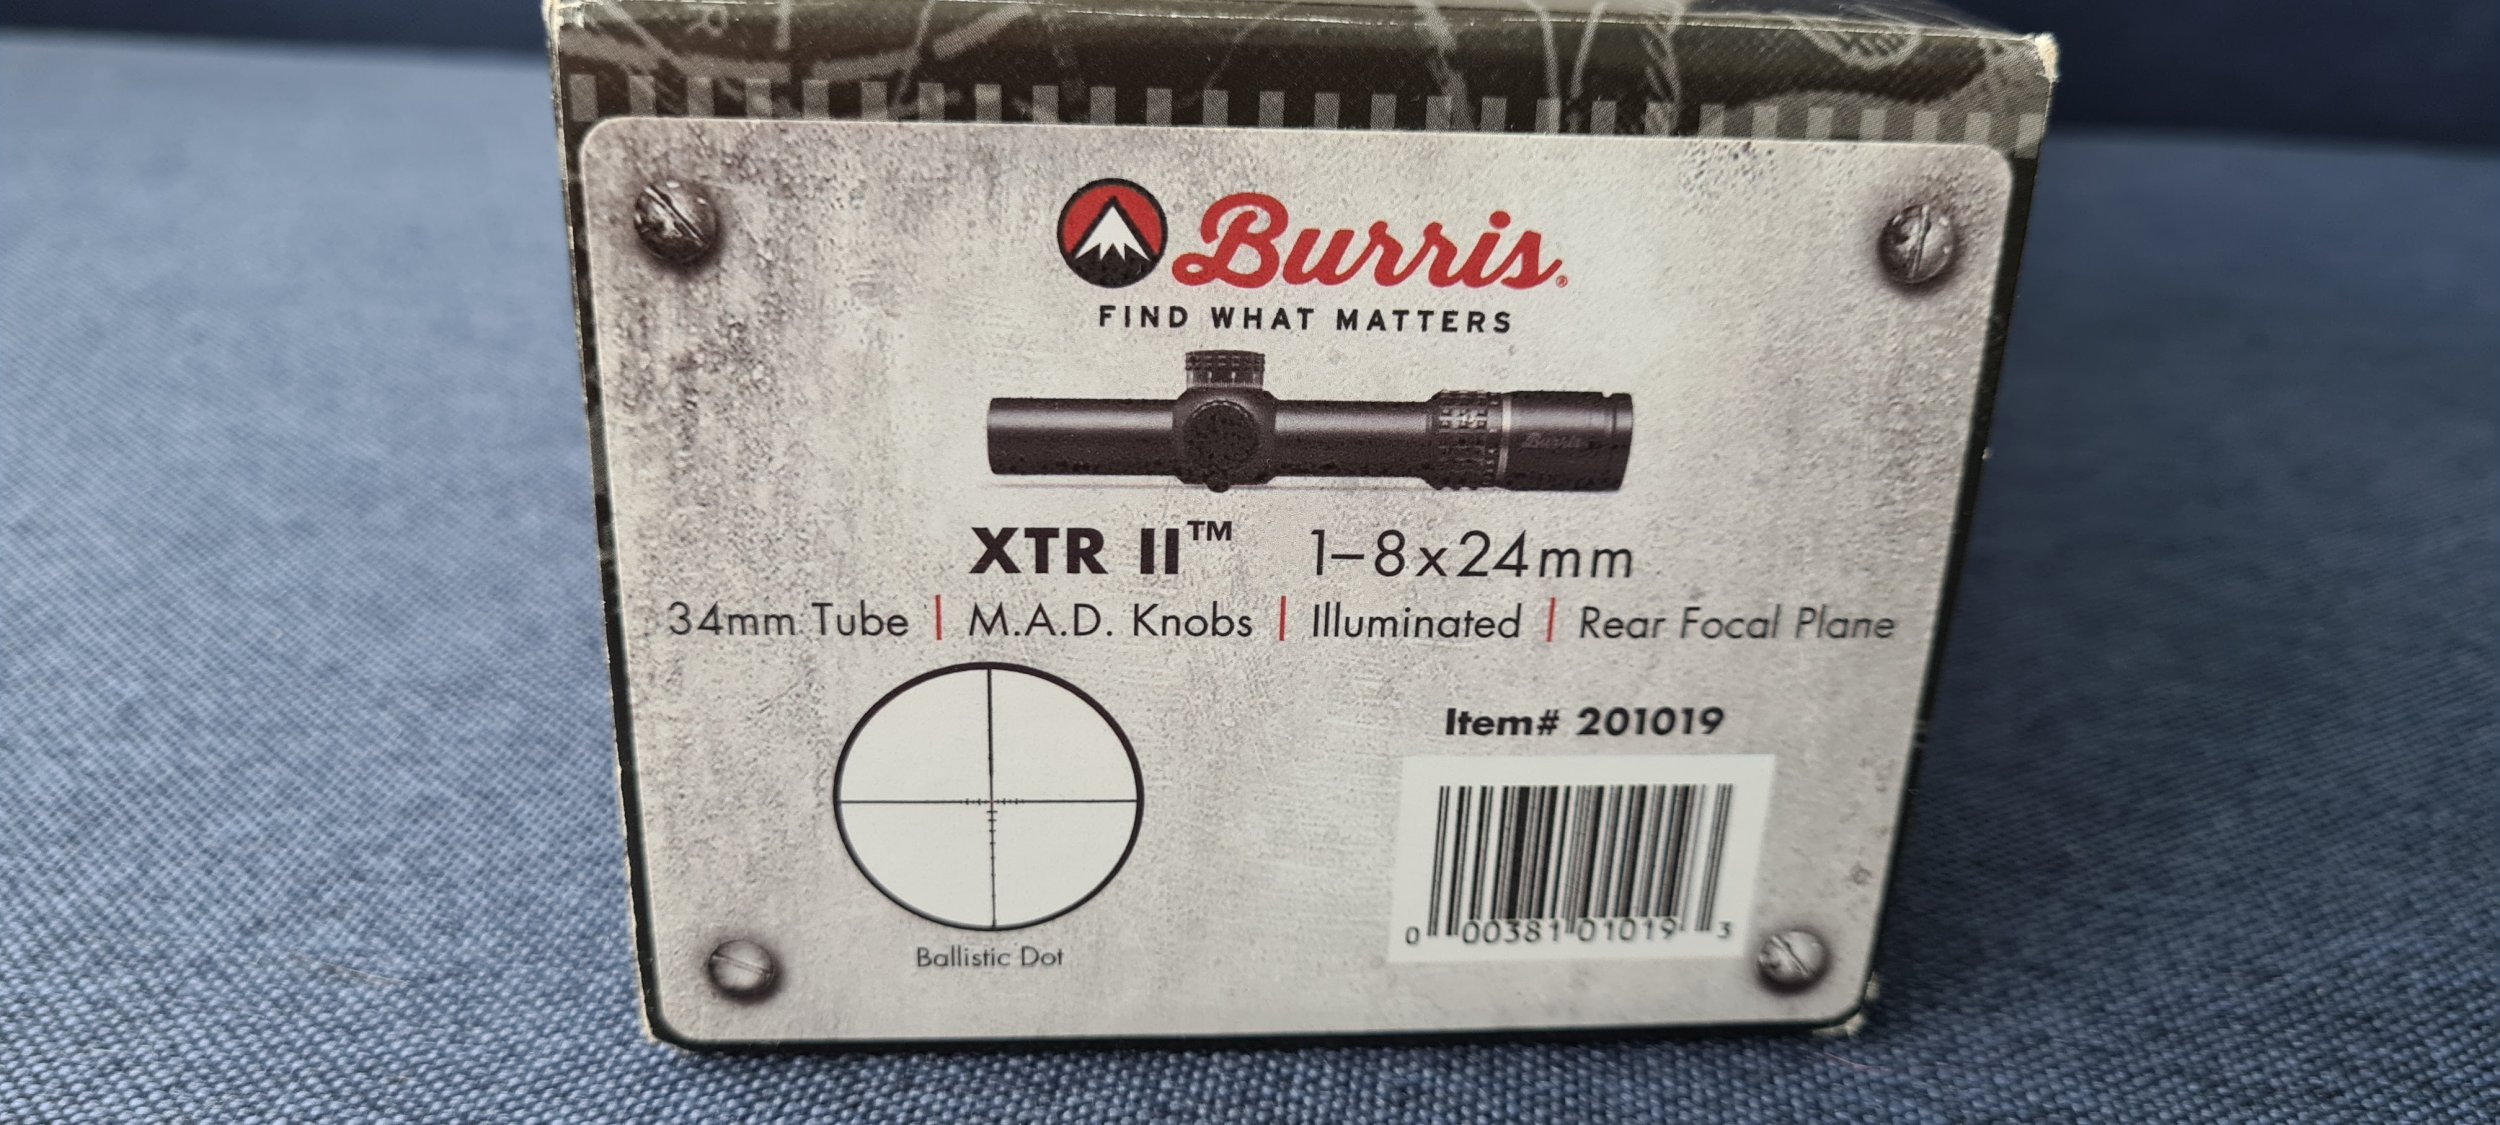 Burris®
FIND WHAT MATTERS
Burris
XTR II™ 1–8x24mm
34mm Tube | M.A.D. Knobs | Illuminated | Rear Focal Plane
Item# 201019
0 00381 01019 3
Ballistic Dot